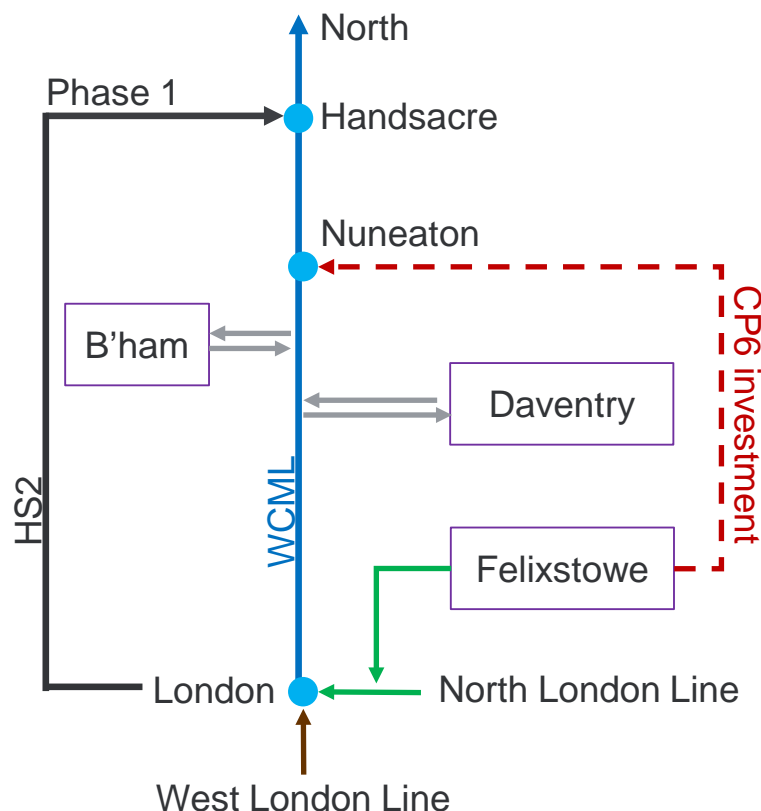 North
Phase 1
Handsacre
Nuneaton
B'ham
Daventry
CP6 investment
HS2
WCML
Felixstowe
London
North London Line
West London Line